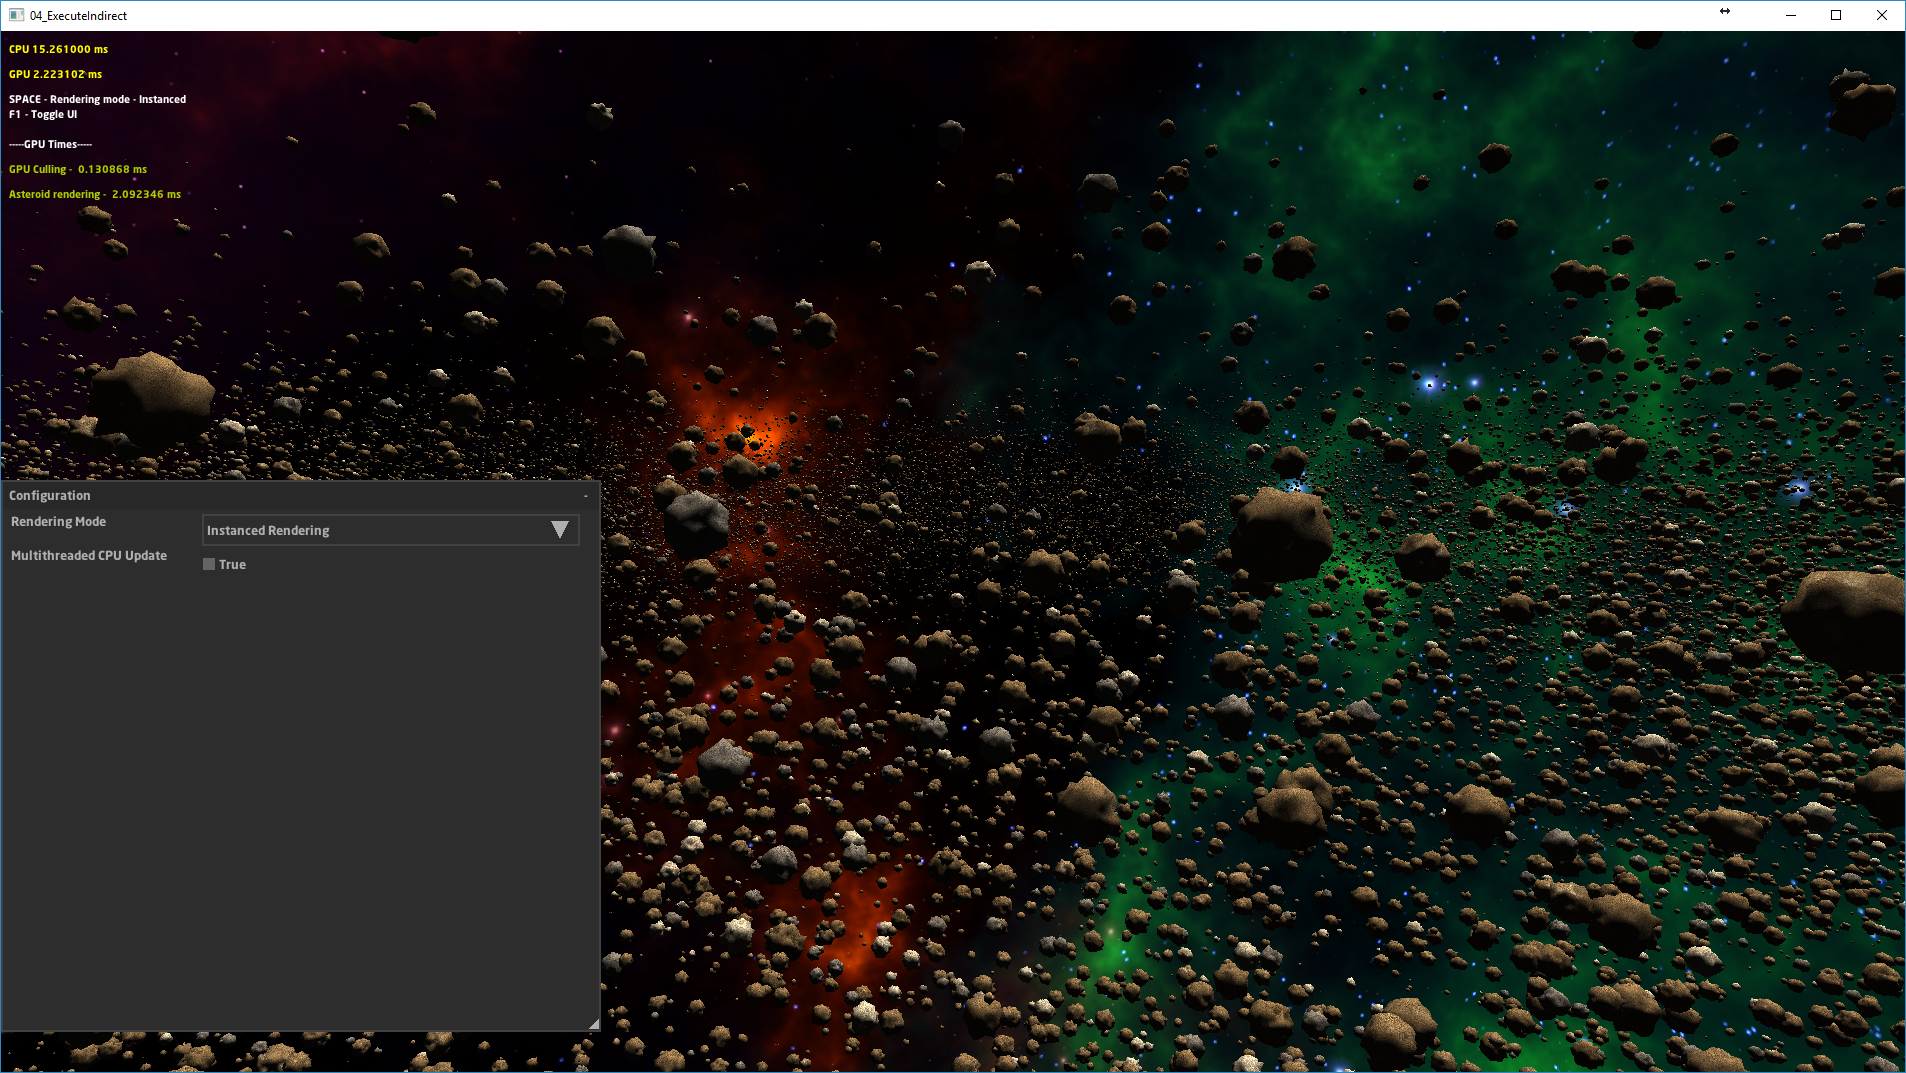 04_ExecuteIndirect
CPU 15.261000 ms
GPU 2.223102 ms
SPACE - Rendering mode - Instanced
F1 - Toggle UI
-----GPU Times-----
GPU Culling - 0.130868 ms
Asteroid rendering - 2.092346 ms
Configuration -
Rendering Mode
Instanced Rendering
Multithreaded CPU Update
True